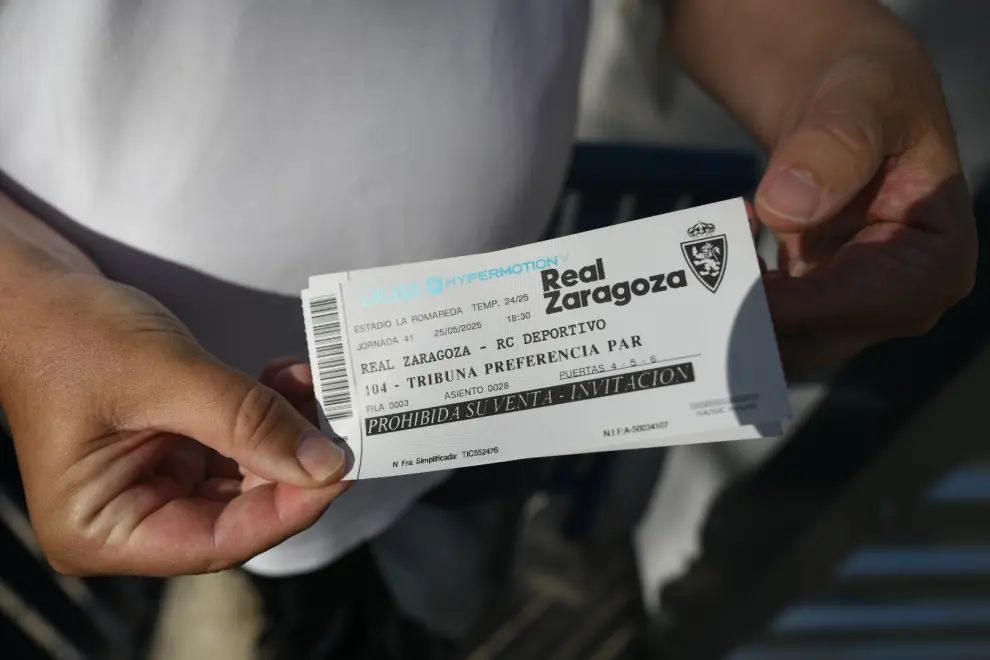 LALIGA HYPERMOTION
Real
Zaragoza
ESTADIO LA ROMAREDA TEMP. 24/25
JORNADA 41 25/05/2025 18:30
REAL ZARAGOZA - RC DEPORTIVO
104 - TRIBUNA PREFERENCIA PAR
PUERTAS 4 - 5 - 6
FILA 0003 ASIENTO 0028
PROHIBIDA SU VENTA - INVITACION
N Fra. Simplificada: TIC552476
N.I.F:A-50034107